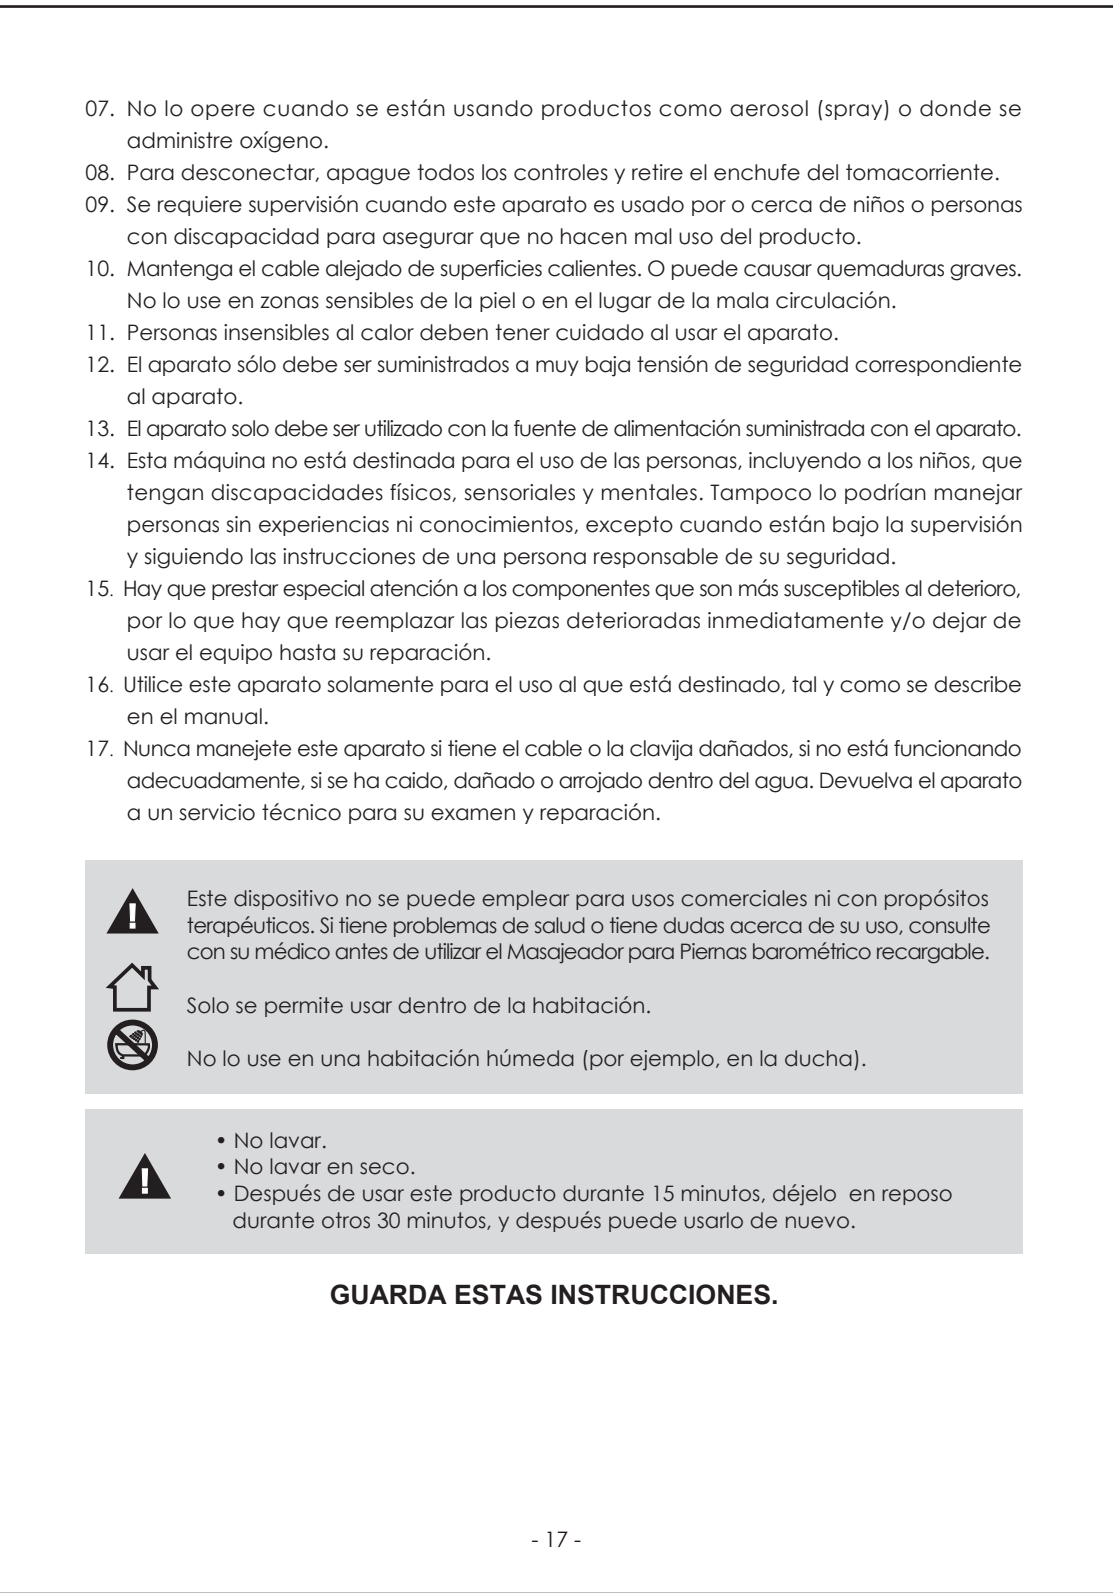 07. No lo opere cuando se están usando productos como aerosol (spray) o donde se
administre oxígeno.
08. Para desconectar, apague todos los controles y retire el enchufe del tomacorriente.
09. Se requiere supervisión cuando este aparato es usado por o cerca de niños o personas
con discapacidad para asegurar que no hacen mal uso del producto.
10. Mantenga el cable alejado de superficies calientes. O puede causar quemaduras graves.
No lo use en zonas sensibles de la piel o en el lugar de la mala circulación.
11. Personas insensibles al calor deben tener cuidado al usar el aparato.
12. El aparato sólo debe ser suministrados a muy baja tensión de seguridad correspondiente
al aparato.
13. El aparato solo debe ser utilizado con la fuente de alimentación suministrada con el aparato.
14. Esta máquina no está destinada para el uso de las personas, incluyendo a los niños, que
tengan discapacidades físicos, sensoriales y mentales. Tampoco lo podrían manejar
personas sin experiencias ni conocimientos, excepto cuando están bajo la supervisión
y siguiendo las instrucciones de una persona responsable de su seguridad.
15. Hay que prestar especial atención a los componentes que son más susceptibles al deterioro,
por lo que hay que reemplazar las piezas deterioradas inmediatamente y/o dejar de
usar el equipo hasta su reparación.
16. Utilice este aparato solamente para el uso al que está destinado, tal y como se describe
en el manual.
17. Nunca manejete este aparato si tiene el cable o la clavija dañados, si no está funcionando
adecuadamente, si se ha caido, dañado o arrojado dentro del agua. Devuelva el aparato
a un servicio técnico para su examen y reparación.
Este dispositivo no se puede emplear para usos comerciales ni con propósitos
terapéuticos. Si tiene problemas de salud o tiene dudas acerca de su uso, consulte
con su médico antes de utilizar el Masajeador para Piernas barométrico recargable.
Solo se permite usar dentro de la habitación.
No lo use en una habitación húmeda (por ejemplo, en la ducha).
• No lavar.
• No lavar en seco.
• Después de usar este producto durante 15 minutos, déjelo en reposo
durante otros 30 minutos, y después puede usarlo de nuevo.
GUARDA ESTAS INSTRUCCIONES.
- 17 -